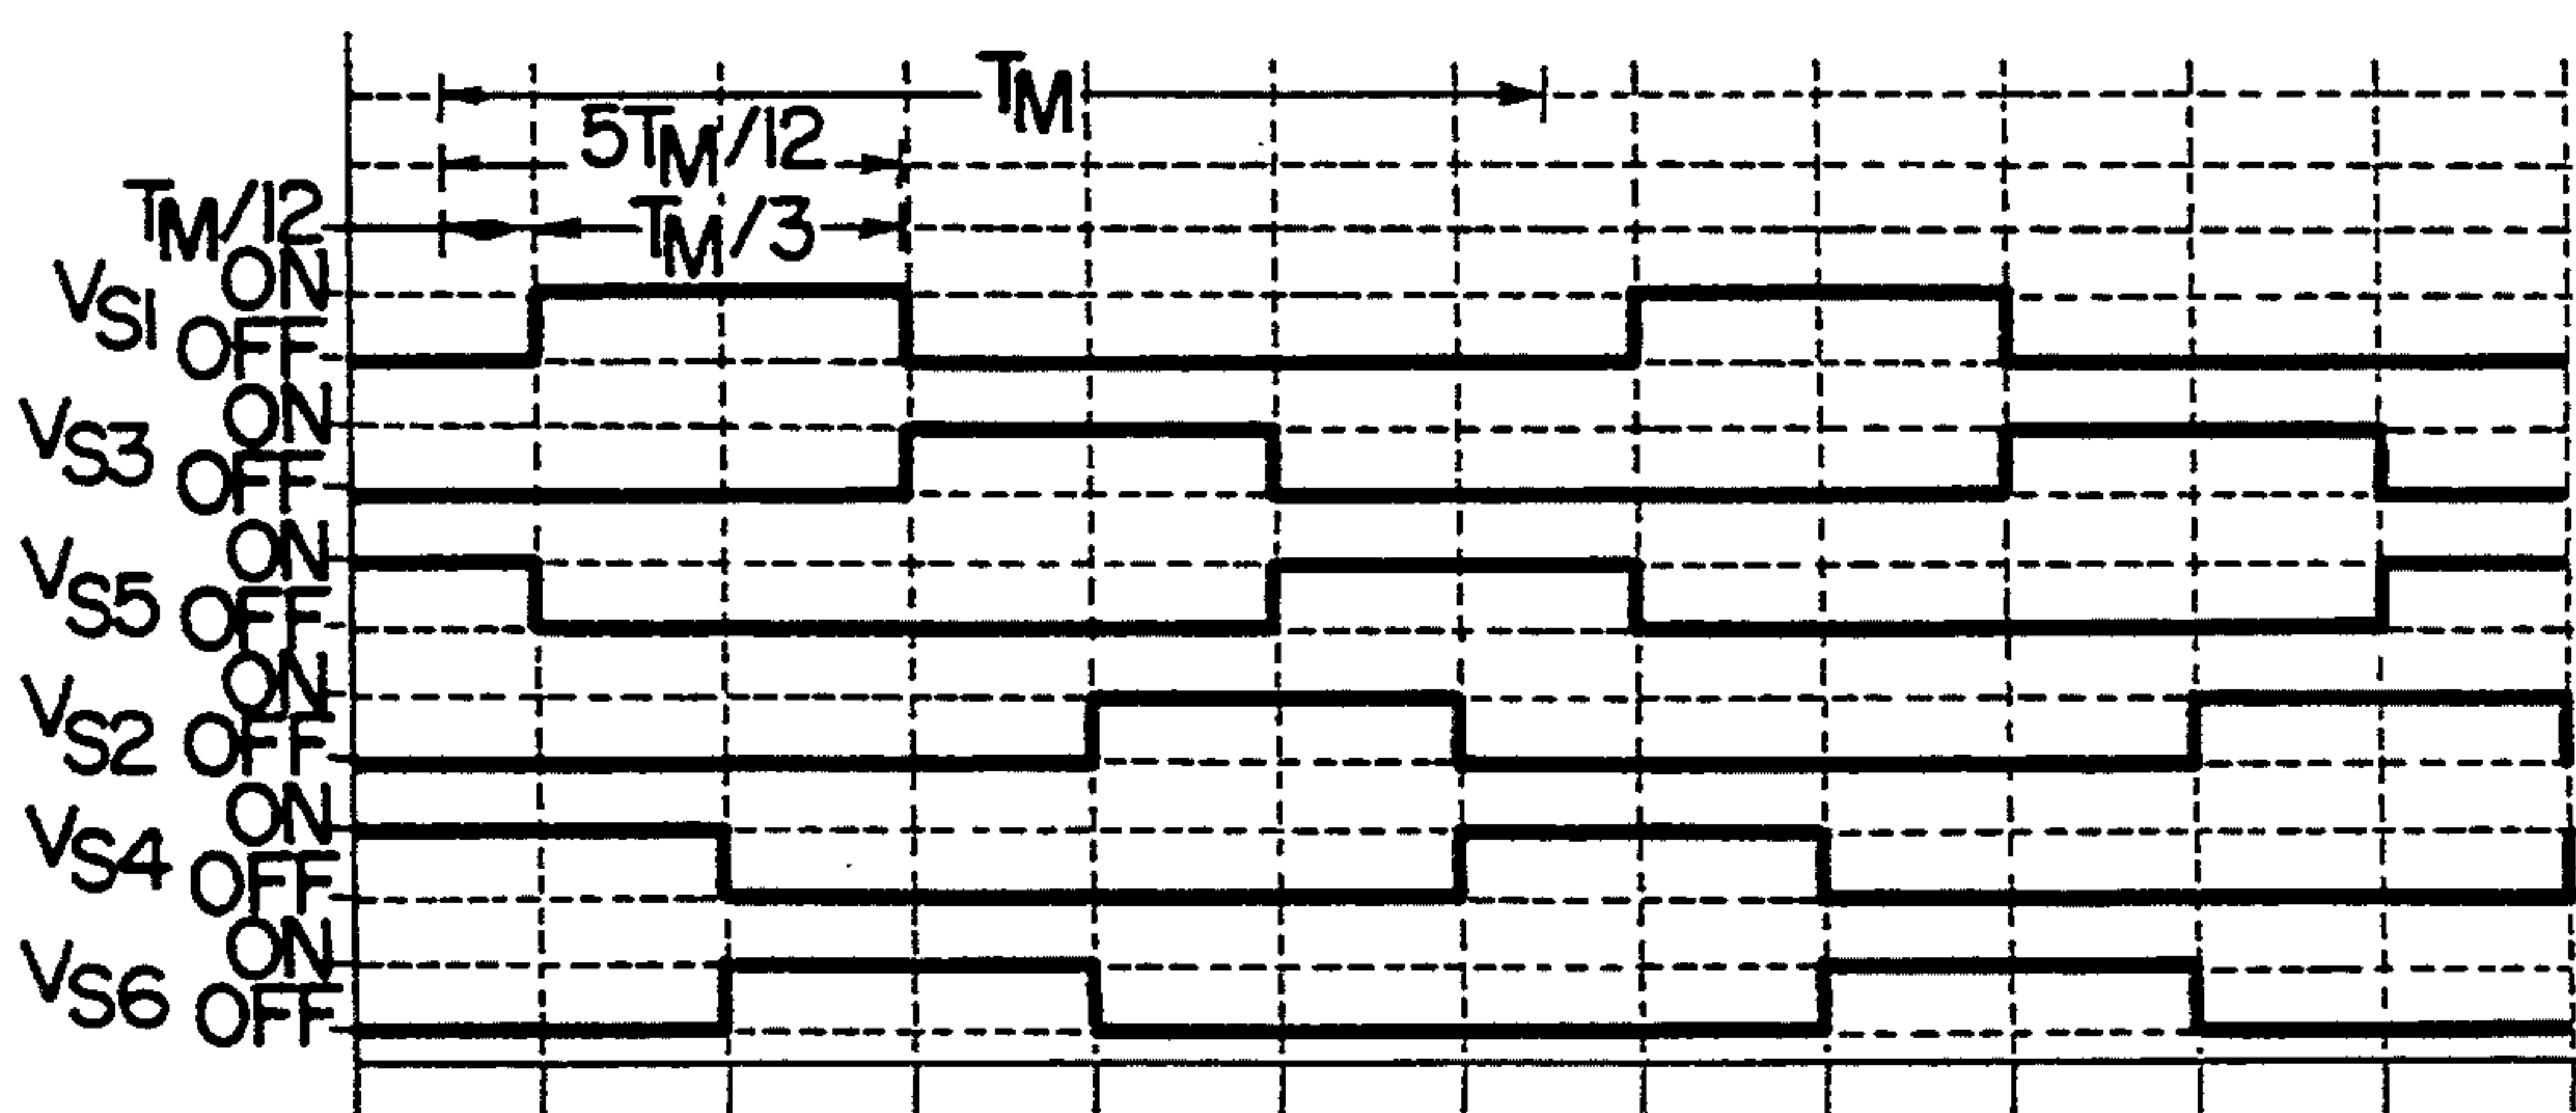 TM
5TM/12
TM/12
TM/3
VS1 ON
OFF
VS3 ON
OFF
VS5 ON
OFF
VS2 ON
OFF
VS4 ON
OFF
VS6 ON
OFF